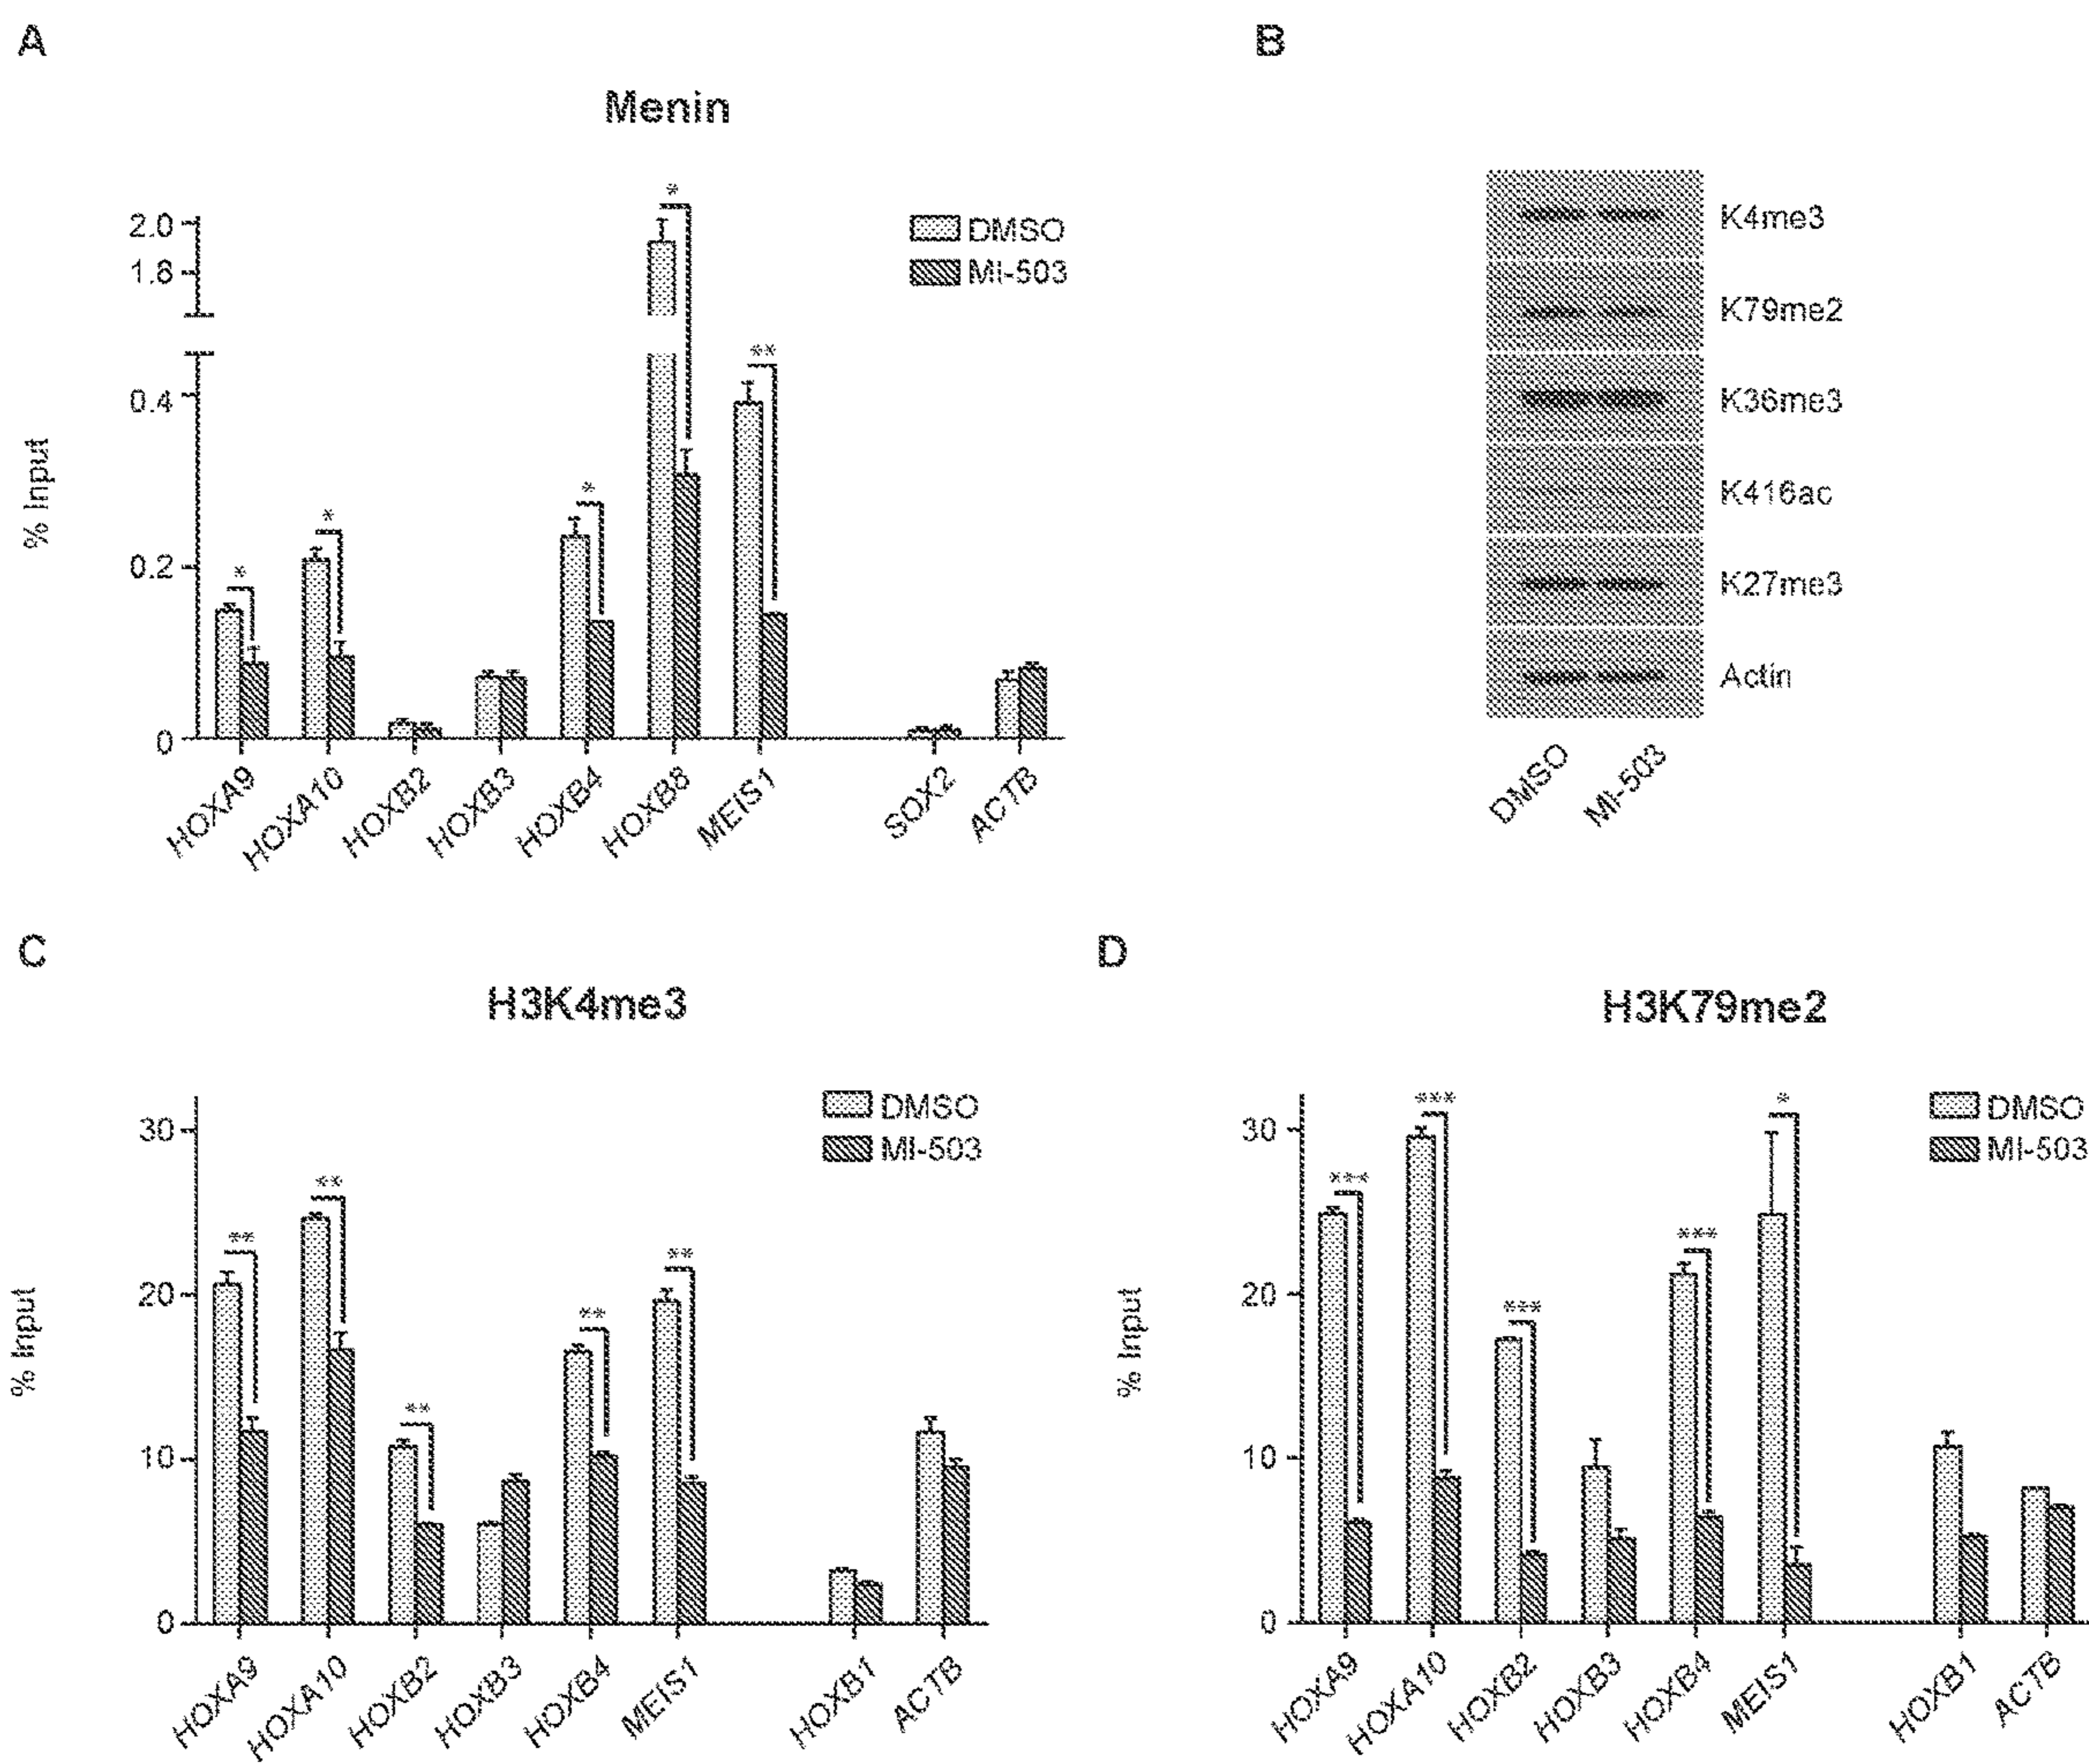 A
Menin
*
2.0
1.8
DMSO
MI-503
**
0.4
*
*
0.2
*
0
% Input
HOXA9
HOXA10
HOXB2
HOXB3
HOXB4
HOXB8
MEIS1
SOX2
ACTB
B
K4me3
K79me2
K36me3
K416ac
K27me3
Actin
DMSO
MI-503
C
H3K4me3
DMSO
MI-503
30
**
**
**
20
**
**
10
0
% Input
HOXA9
HOXA10
HOXB2
HOXB3
HOXB4
MEIS1
HOXB1
ACTB
D
H3K79me2
DMSO
MI-503
***
*
30
***
***
20
***
10
0
% Input
HOXA9
HOXA10
HOXB2
HOXB3
HOXB4
MEIS1
HOXB1
ACTB